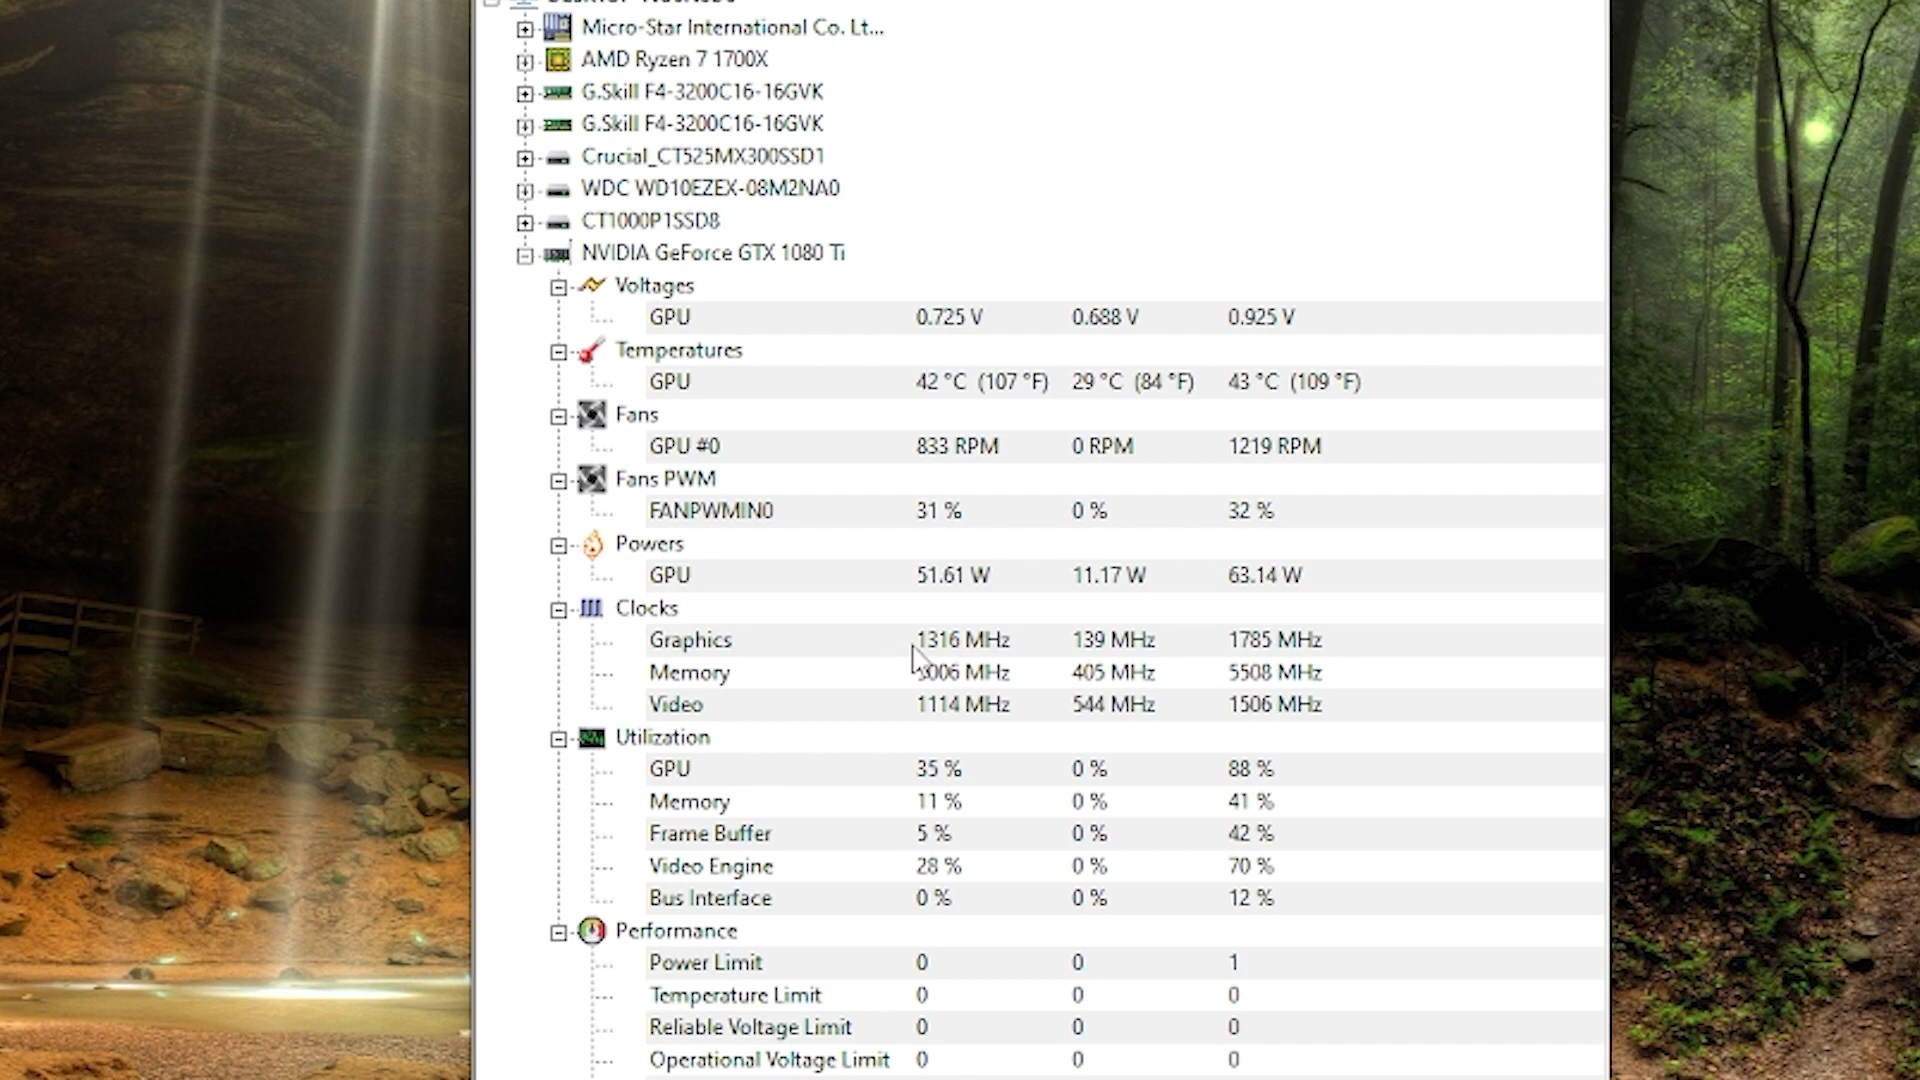 Micro-Star International Co. Lt...
AMD Ryzen 7 1700X
G.Skill F4-3200C16-16GVK
G.Skill F4-3200C16-16GVK
Crucial_CT525MX300SSD1
WDC WD10EZEX-08M2NA0
CT1000P1SSD8
NVIDIA GeForce GTX 1080 Ti
Voltages
GPU 0.725 V 0.688 V 0.925 V
Temperatures
GPU 42 °C (107 °F) 29 °C (84 °F) 43 °C (109 °F)
Fans
GPU #0 833 RPM 0 RPM 1219 RPM
Fans PWM
FANPWMIN0 31 % 0 % 32 %
Powers
GPU 51.61 W 11.17 W 63.14 W
Clocks
Graphics 1316 MHz 139 MHz 1785 MHz
Memory MHz 405 MHz 5508 MHz
Video 1114 MHz 544 MHz 1506 MHz
Utilization
GPU 35 % 0 % 88 %
Memory 11 % 0 % 41 %
Frame Buffer 5 % 0 % 42 %
Video Engine 28 % 0 % 70 %
Bus Interface 0 % 0 % 12 %
Performance
Power Limit 0 0 1
Temperature Limit 0 0 0
Reliable Voltage Limit 0 0 0
Operational Voltage Limit 0 0 0